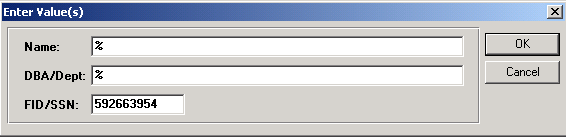 Enter Value(s)
Name: %
OK
DBA/Dept: %
Cancel
FID/SSN: 592663954